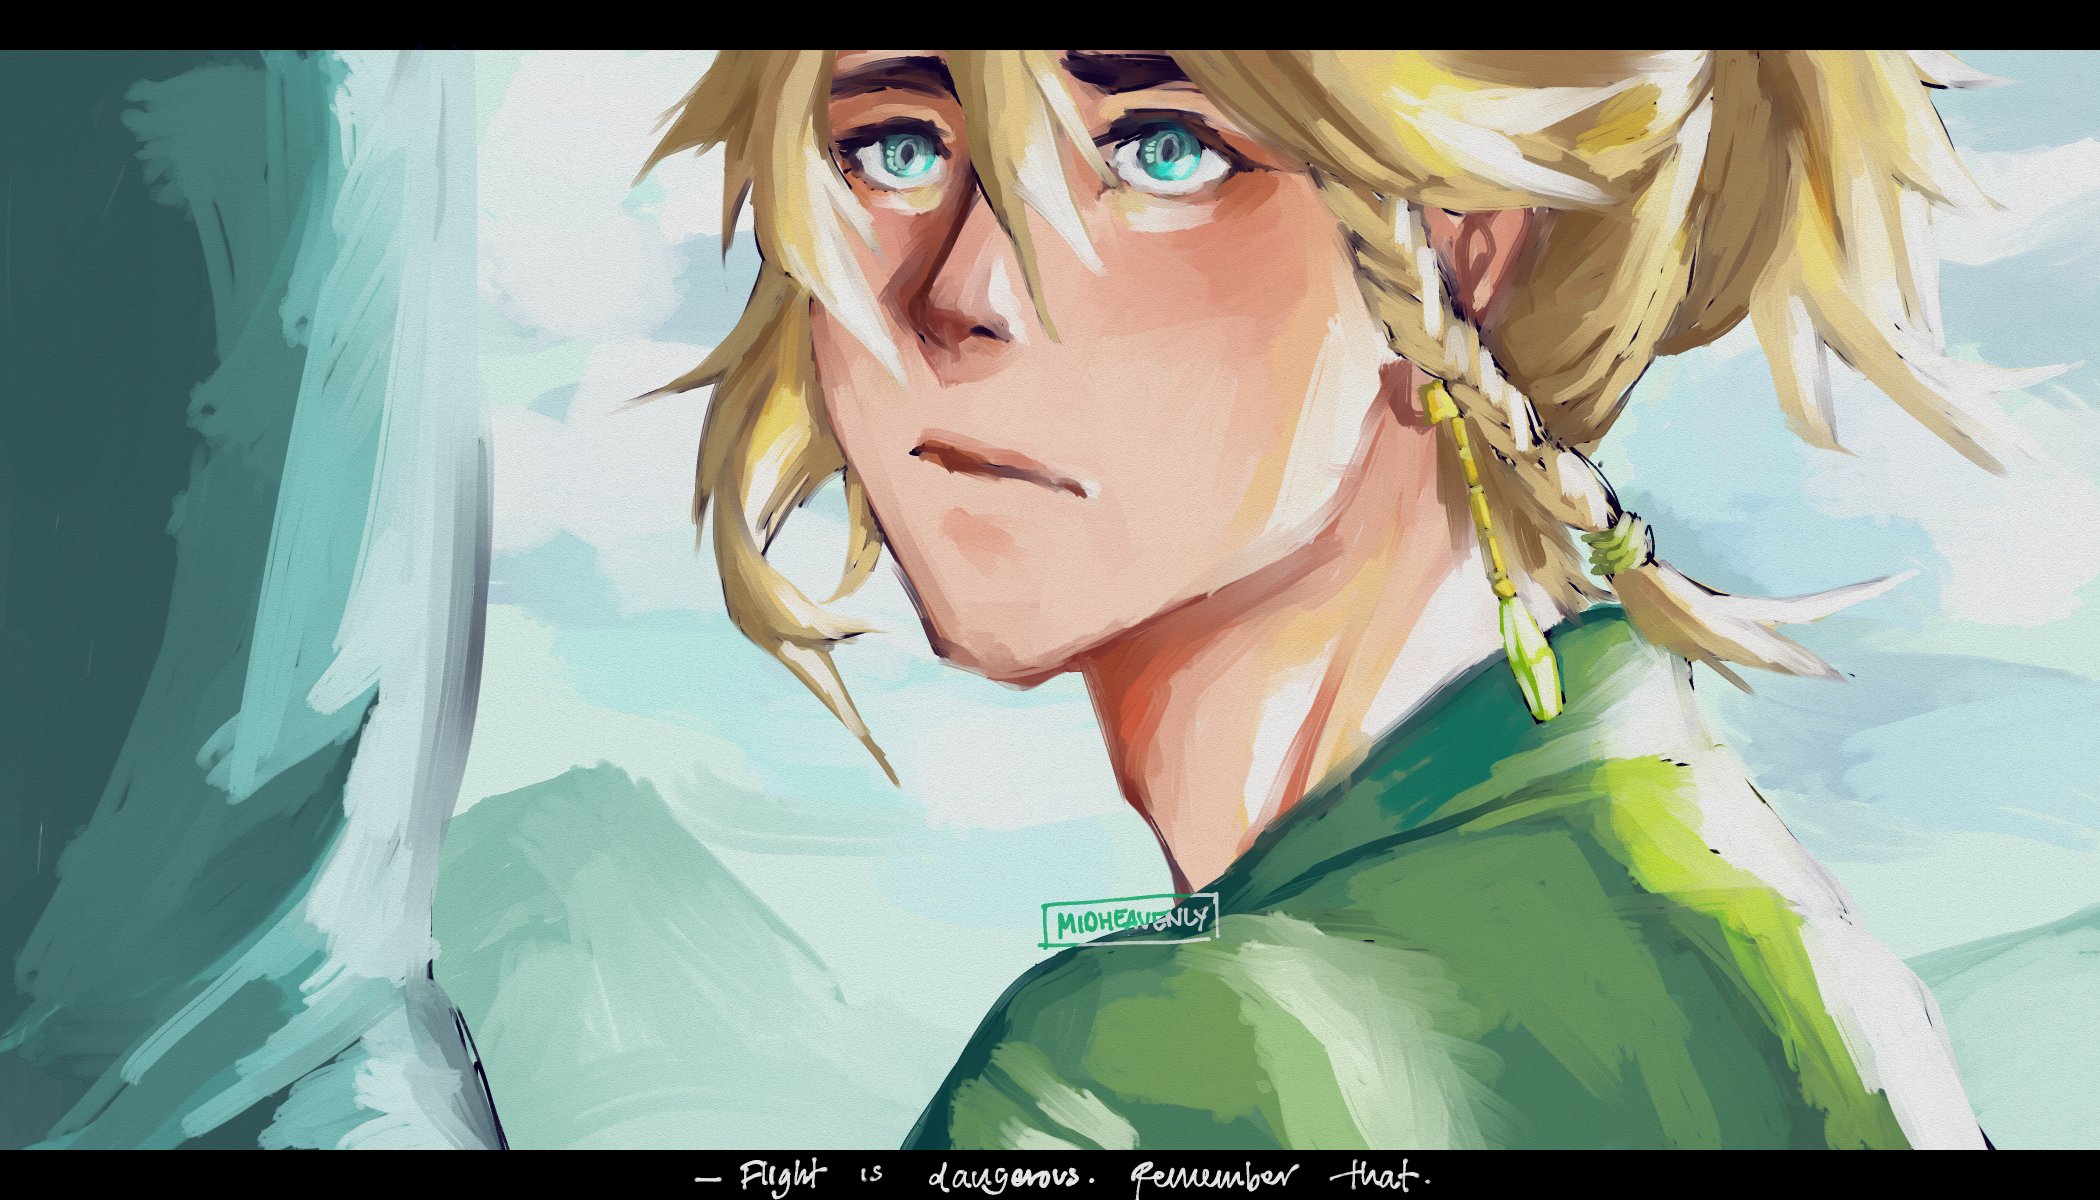 MIOHEAVENLY
— Flight is dangerous. Remember that.